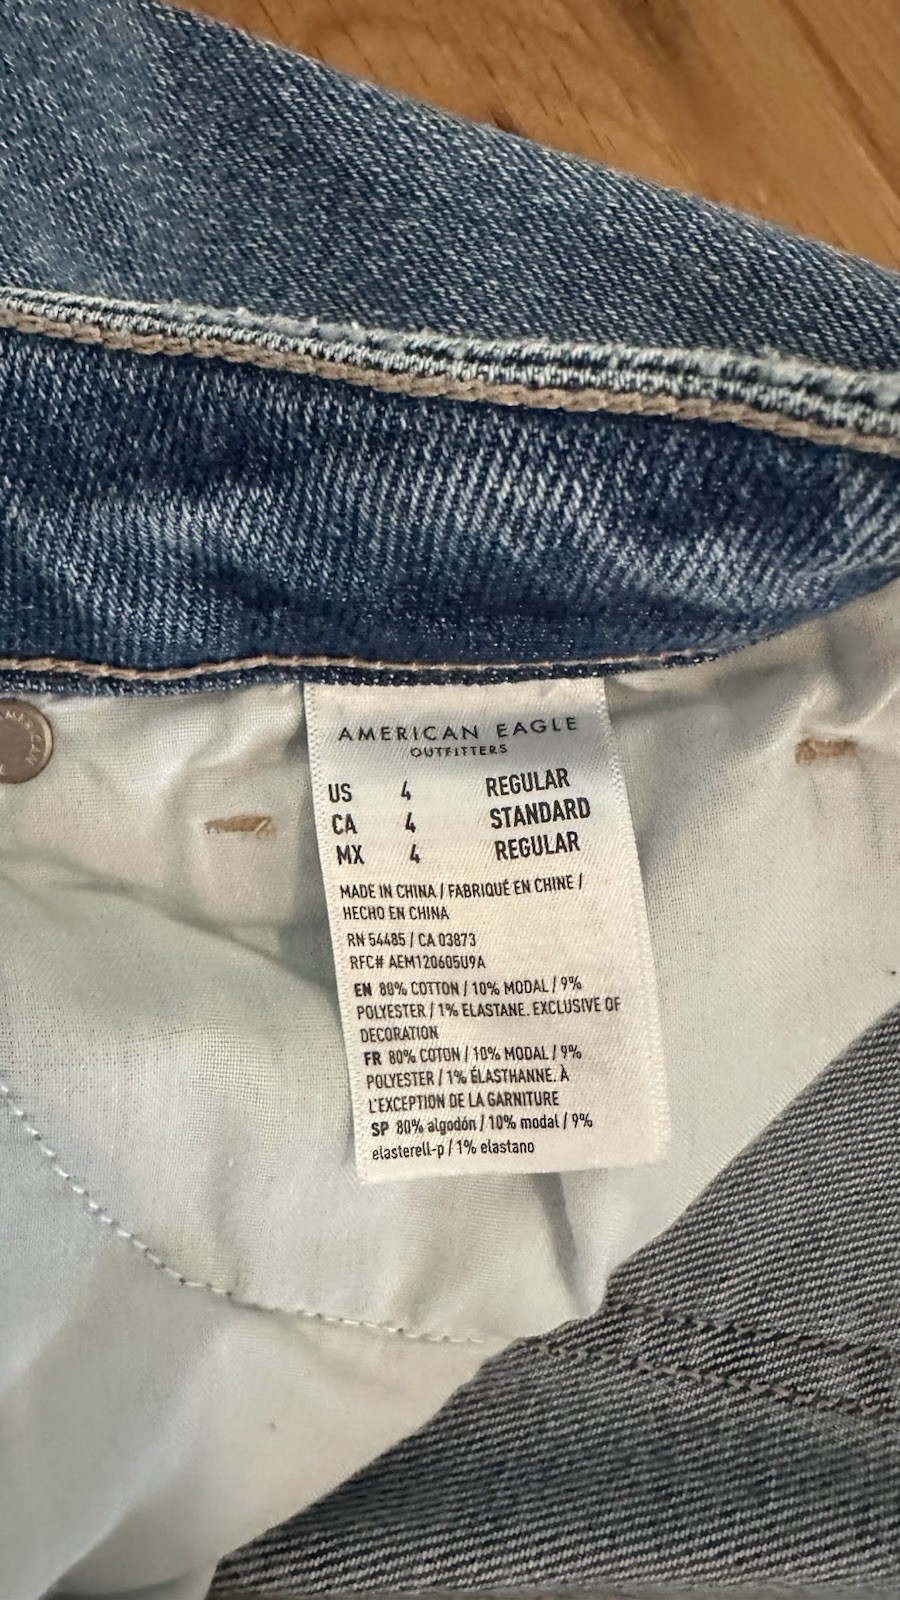 AMERICAN EAGLE
OUTFITTERS
US 4 REGULAR
CA 4 STANDARD
MX 4 REGULAR
MADE IN CHINA / FABRIQUÉ EN CHINE /
HECHO EN CHINA
RN 54485 / CA 03873
RFC# AEM120605U9A
EN 80% COTTON / 10% MODAL / 9%
POLYESTER / 1% ELASTANE. EXCLUSIVE OF
DECORATION
FR 80% COTON / 10% MODAL / 9%
POLYESTER / 1% ÉLASTHANNE. À
L'EXCEPTION DE LA GARNITURE
SP 80% algodón / 10% modal / 9%
elasterell-p / 1% elastano
AMERICAN